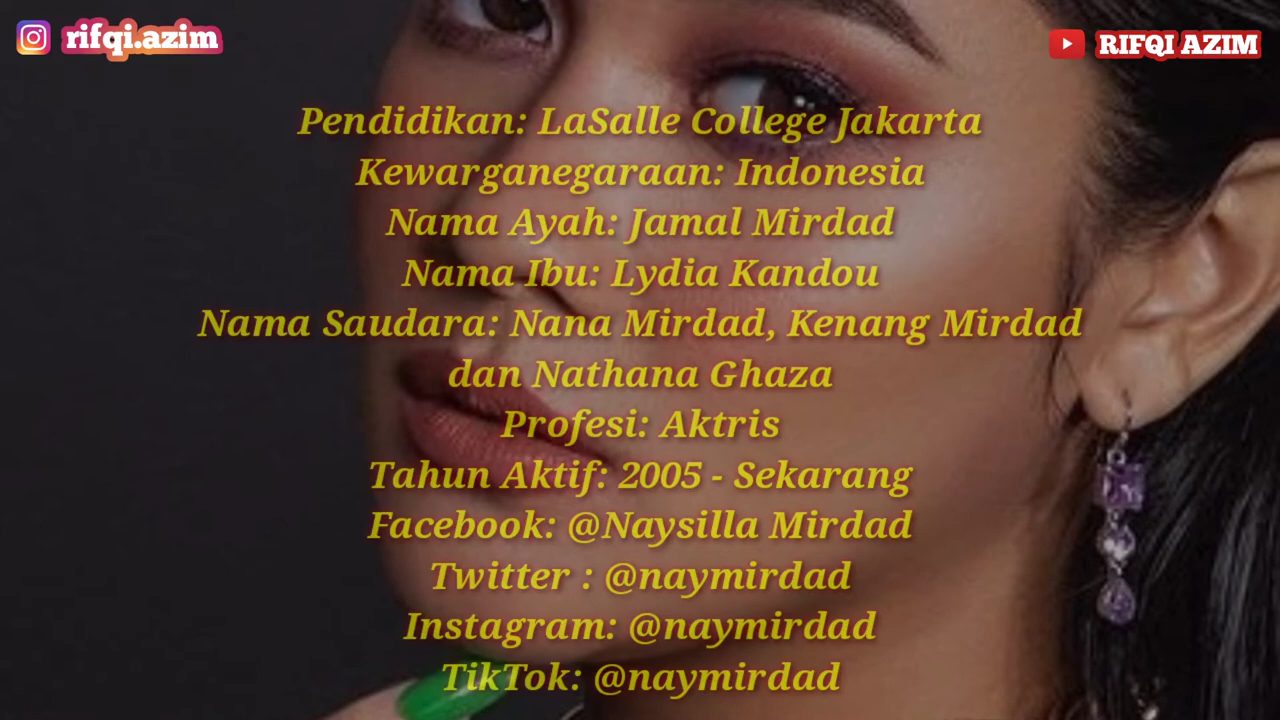 rifqi.azim
RIFQI AZIM
Pendidikan: LaSalle College Jakarta
Kewarganegaraan: Indonesia
Nama Ayah: Jamal Mirdad
Nama Ibu: Lydia Kandou
Nama Saudara: Nana Mirdad, Kenang Mirdad
dan Nathana Ghaza
Profesi: Aktris
Tahun Aktif: 2005 - Sekarang
Facebook: @Naysilla Mirdad
Twitter : @naymirdad
Instagram: @naymirdad
TikTok: @naymirdad